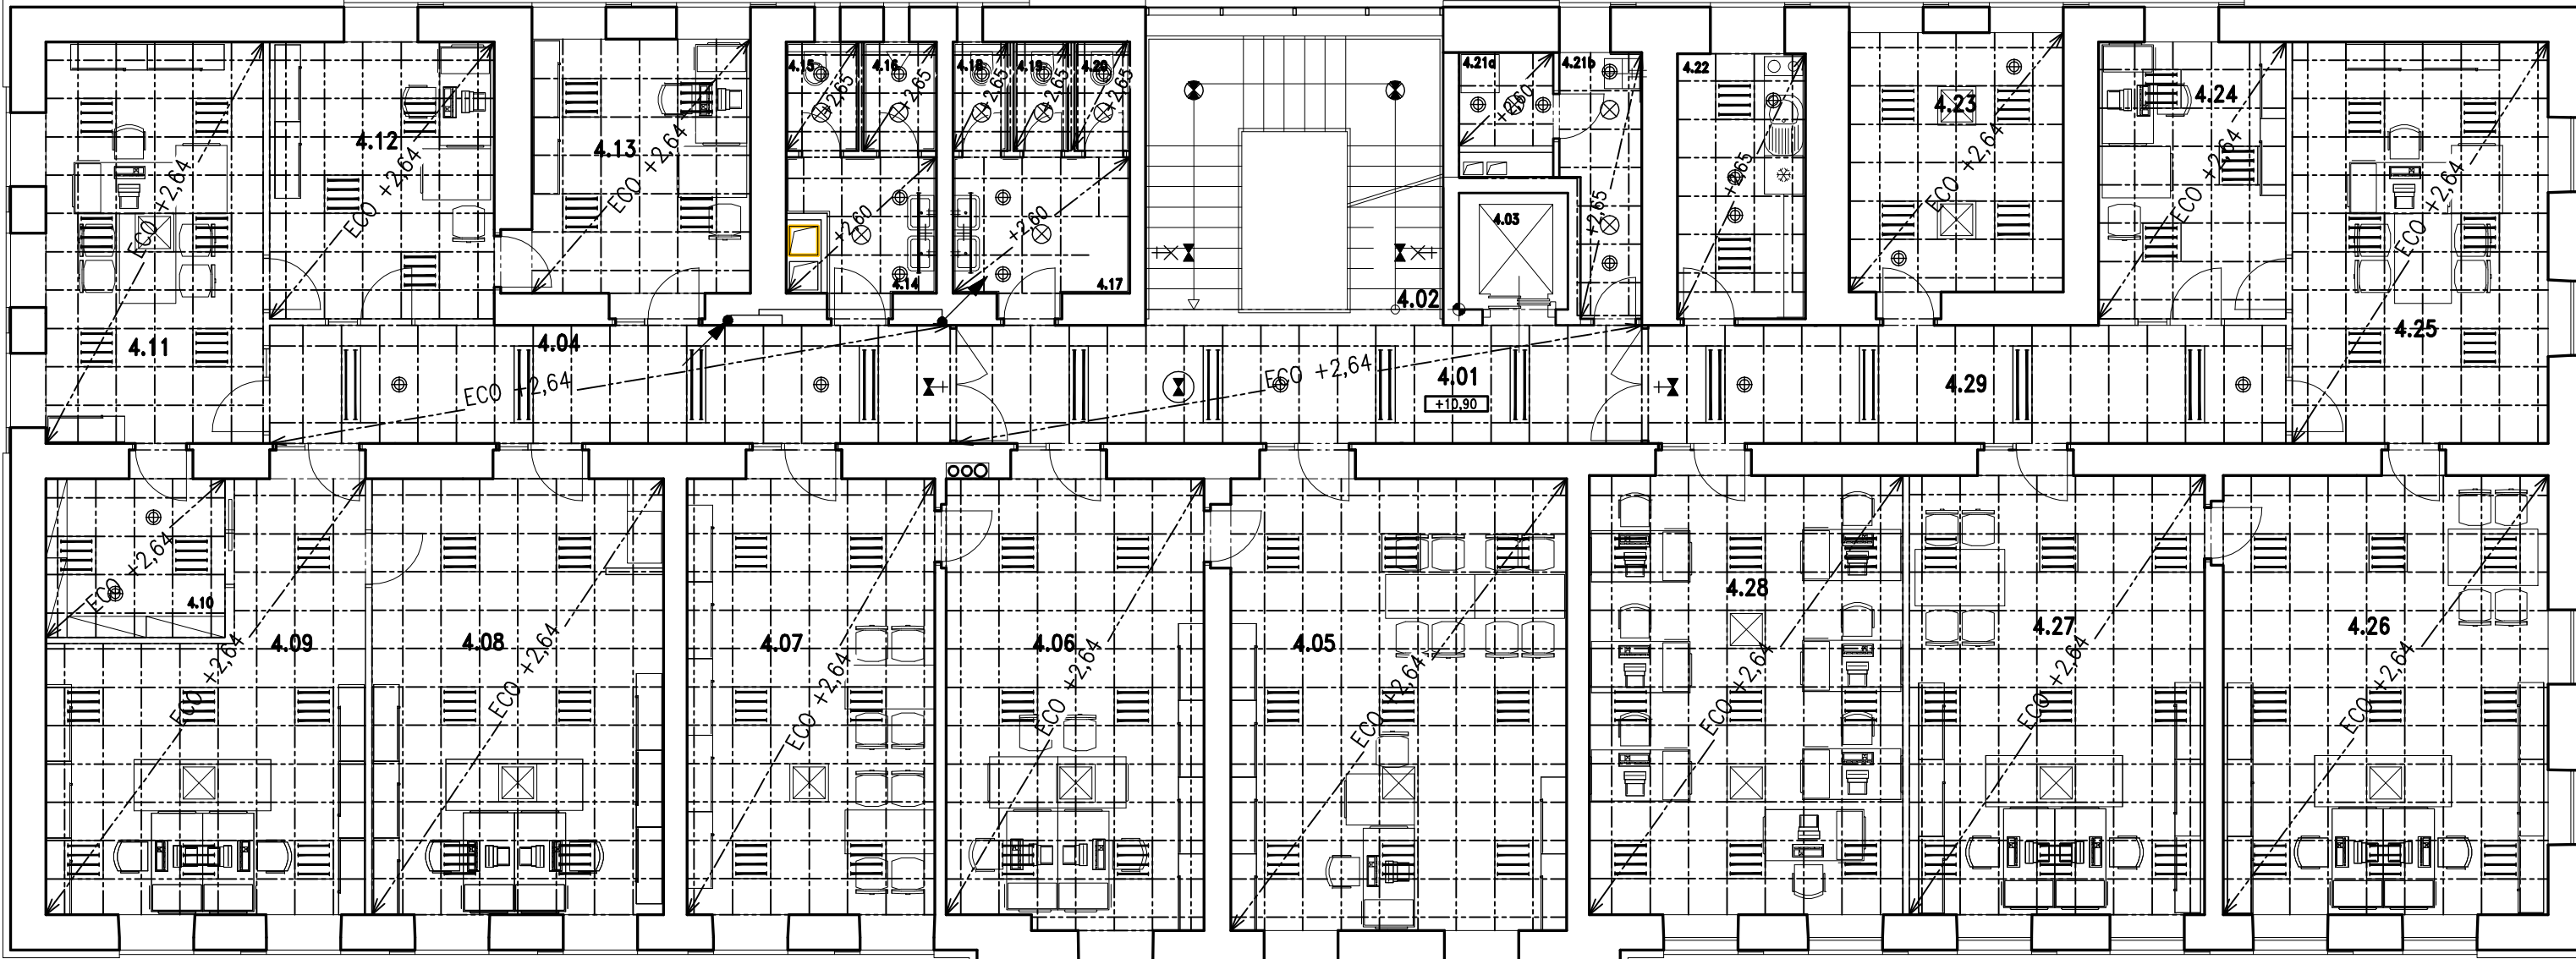 4.15
4.16
4.18
4.19
4.20
4.21a
4.21b
4.22
4.23
4.24
+2,65
+2,65
+2,65
+2,65
+2,65
+2,60
4.12
4.13
ECO +2,64
ECO +2,64
ECO +2,64
+2,60
+2,60
+2,65
+2,65
ECO +2,64
ECO +2,64
ECO +2,64
4.03
4.14
4.17
4.02
4.11
4.04
4.25
ECO +2,64
ECO +2,64
4.01
+10,90
4.29
ECO +2,64
4.10
4.09
4.08
4.07
4.06
4.05
4.28
4.27
4.26
ECO +2,64
ECO +2,64
ECO +2,64
ECO +2,64
ECO +2,64
ECO +2,64
ECO +2,64
ECO +2,64